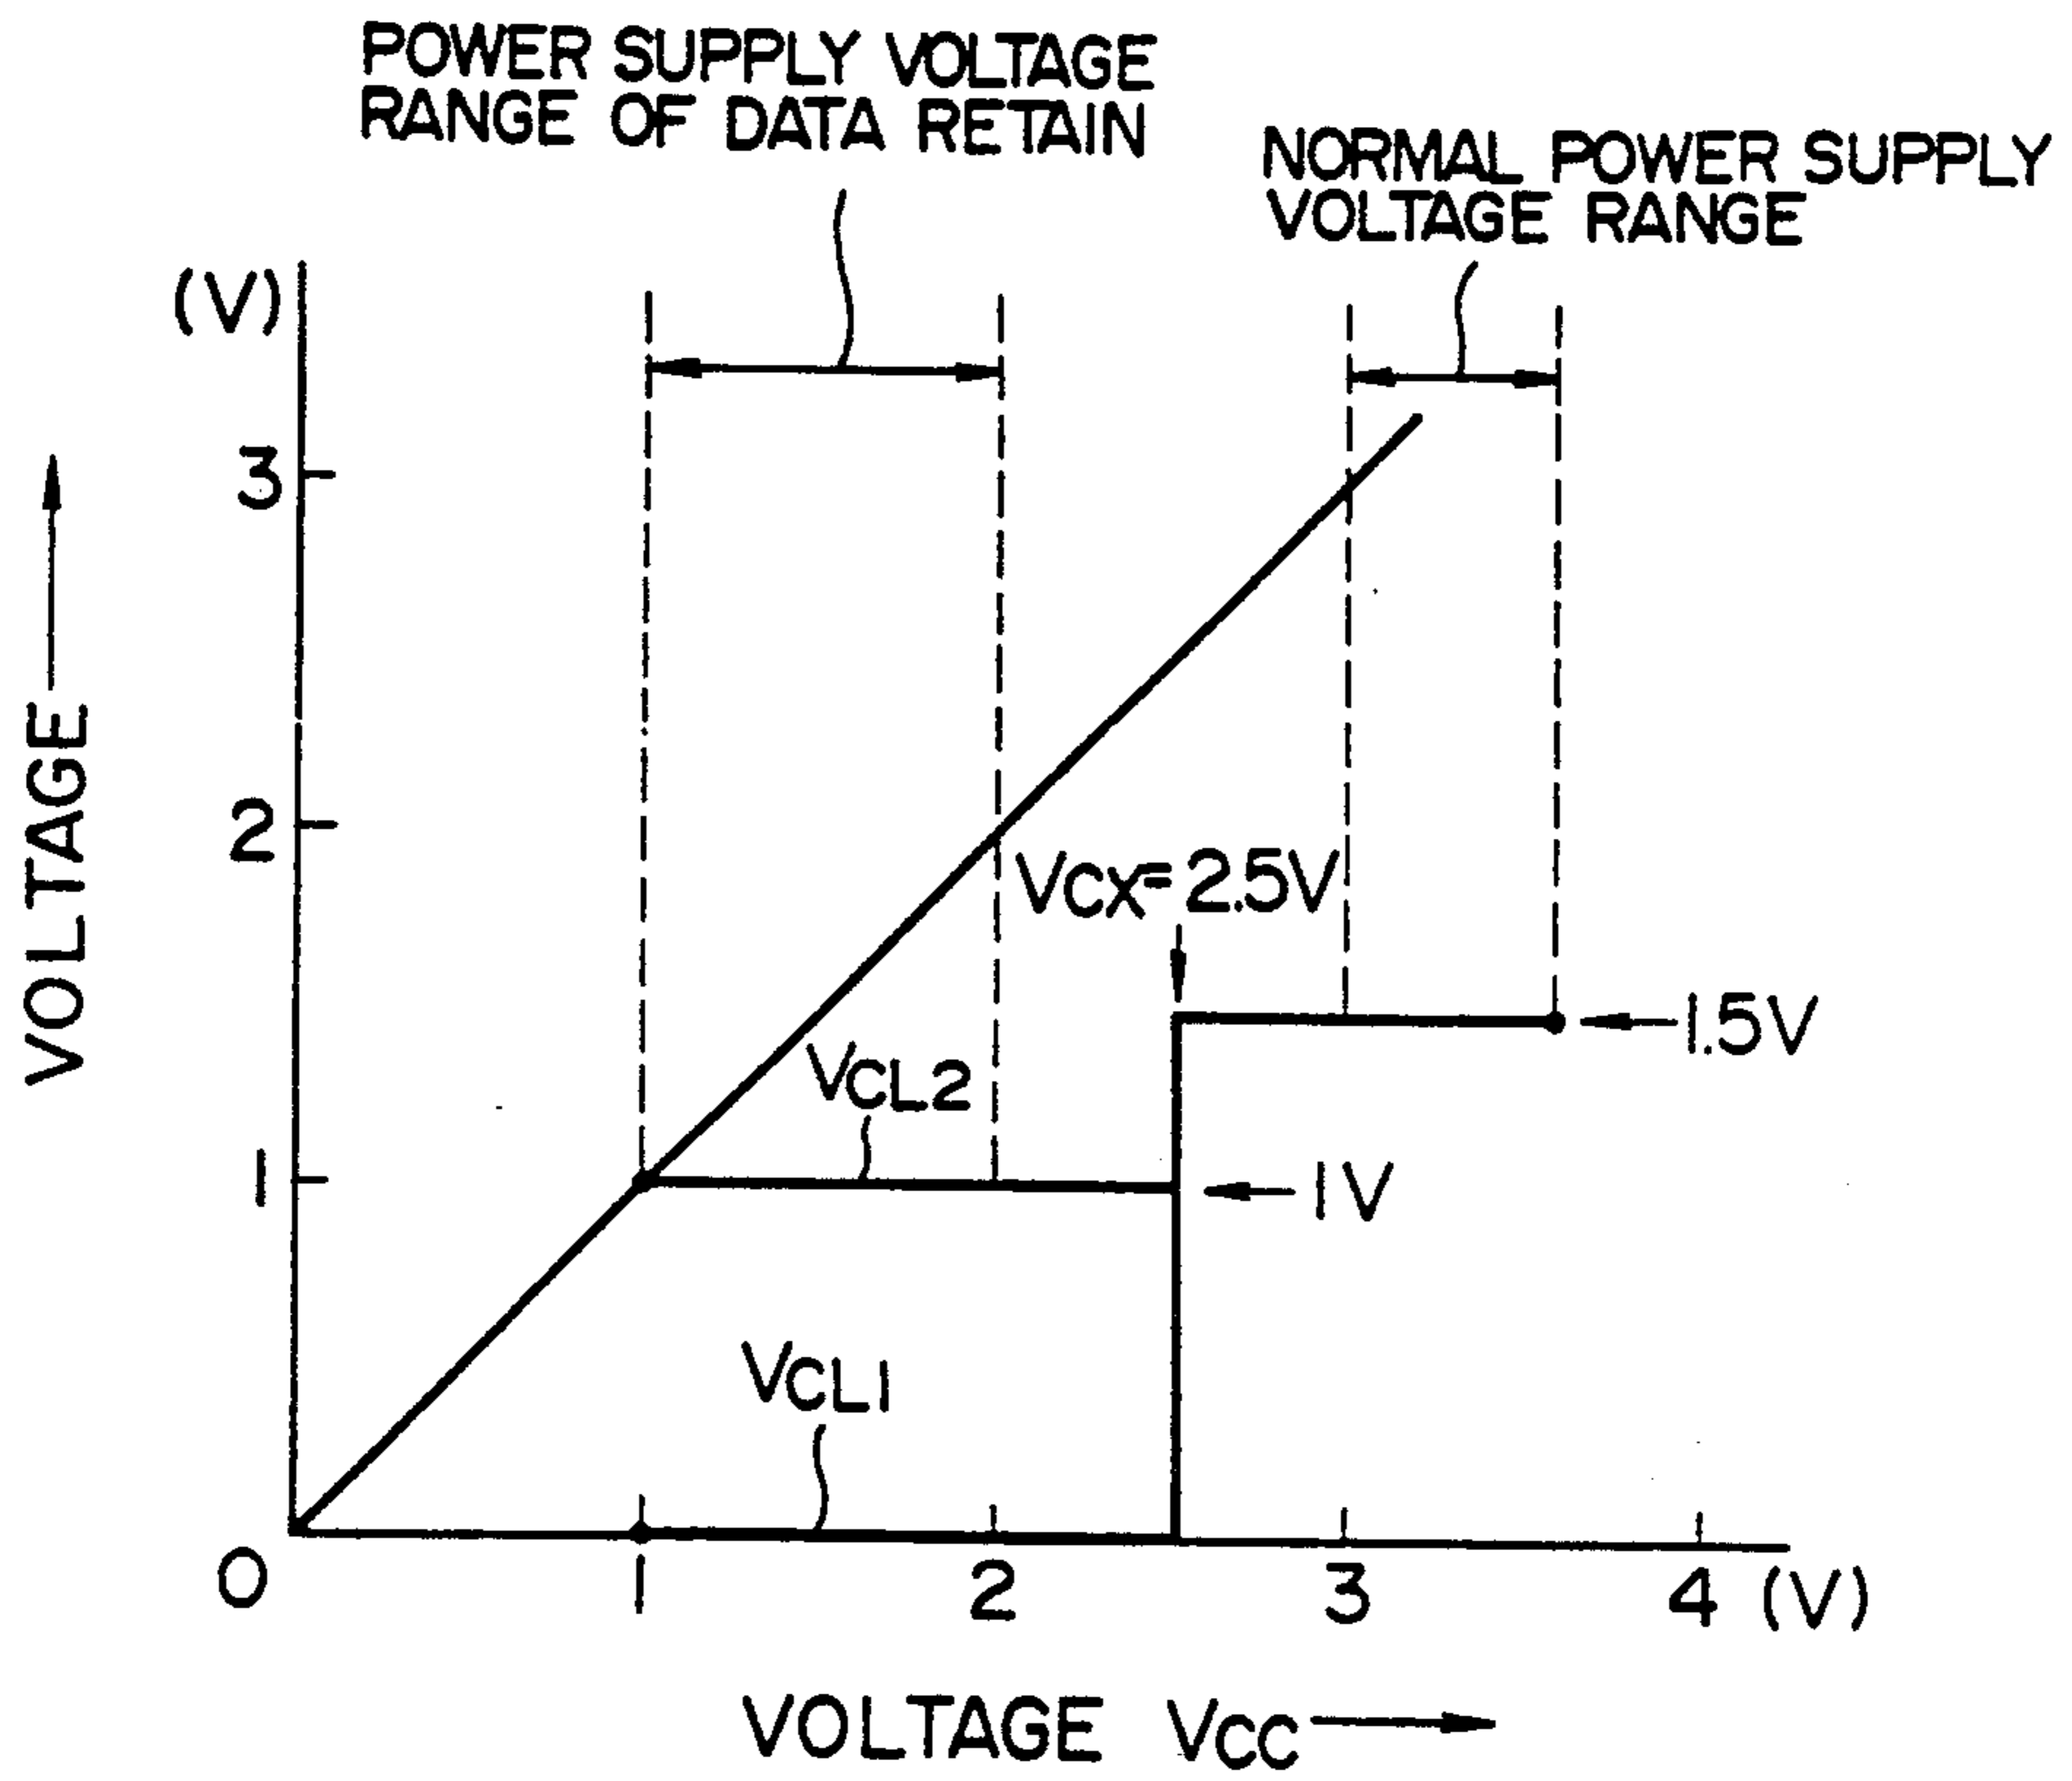 POWER SUPPLY VOLTAGE
RANGE OF DATA RETAIN
NORMAL POWER SUPPLY
VOLTAGE RANGE
(V)
3
2
1
0
VOLTAGE
VCX=2.5V
1.5V
VCL2
1V
VCL1
1
2
3
4
(V)
VOLTAGE VCC